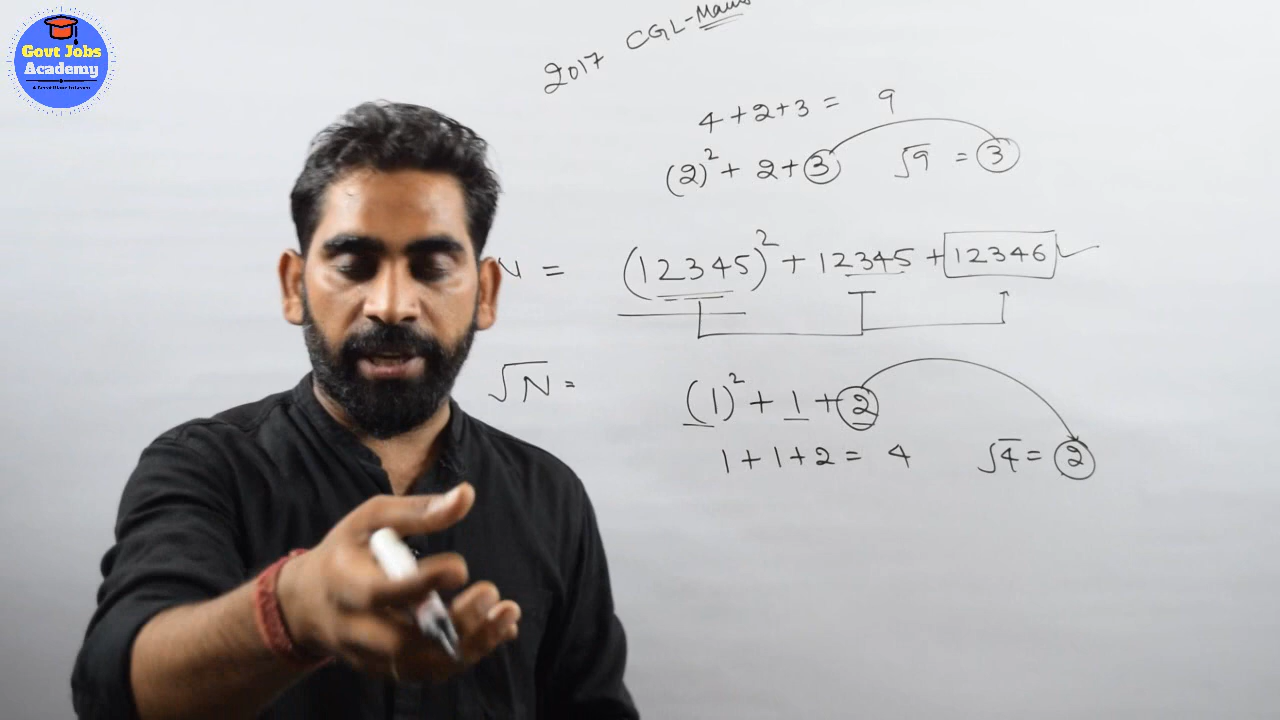 Govt Jobs
Academy
2017 CGL-Mains
4+2+3 = 9
(2)²+ 2+3 √9 = 3
N = (12345)²+12345+12346
√N =
(1)²+ 1+2
1+1+2= 4 √4= 2